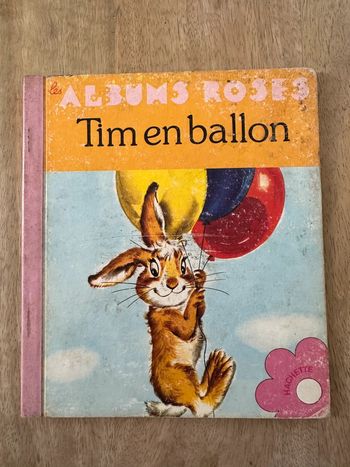 les ALBUMS ROSES
Tim en ballon
HACHETTE